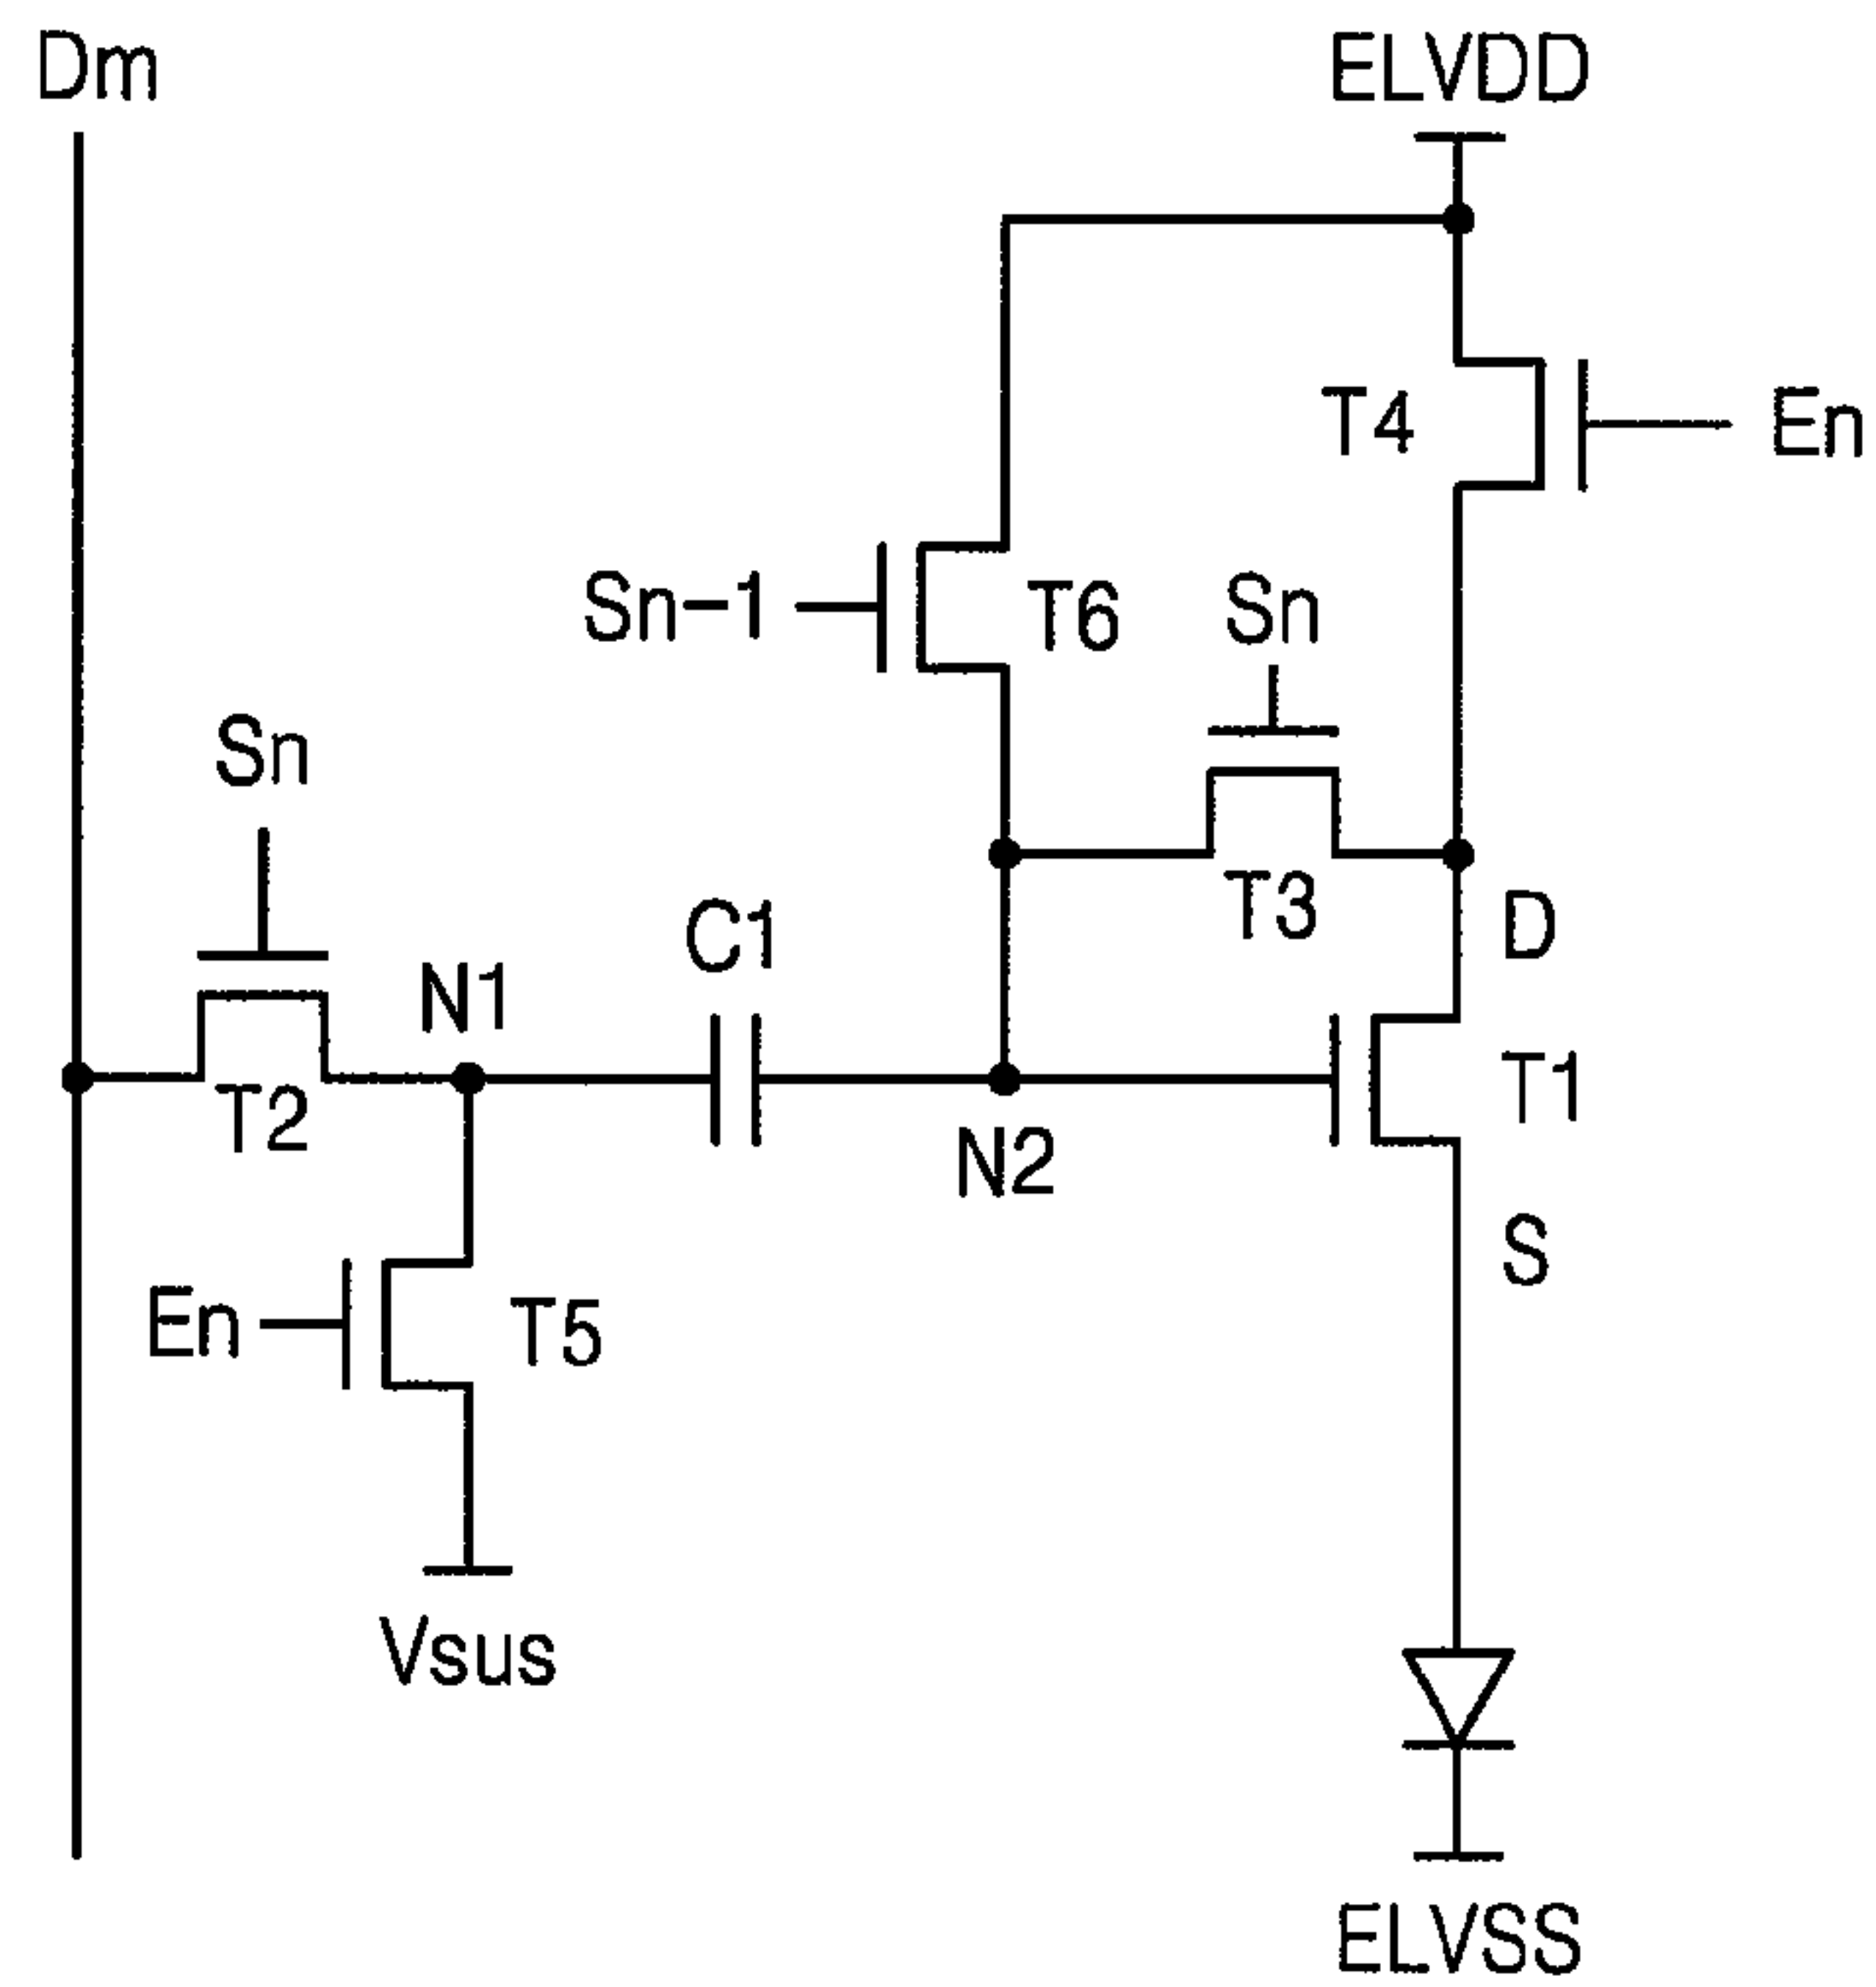 Dm
ELVDD
T4
En
Sn-1
T6
Sn
Sn
T3
D
C1
N1
T1
T2
N2
S
En
T5
Vsus
ELVSS